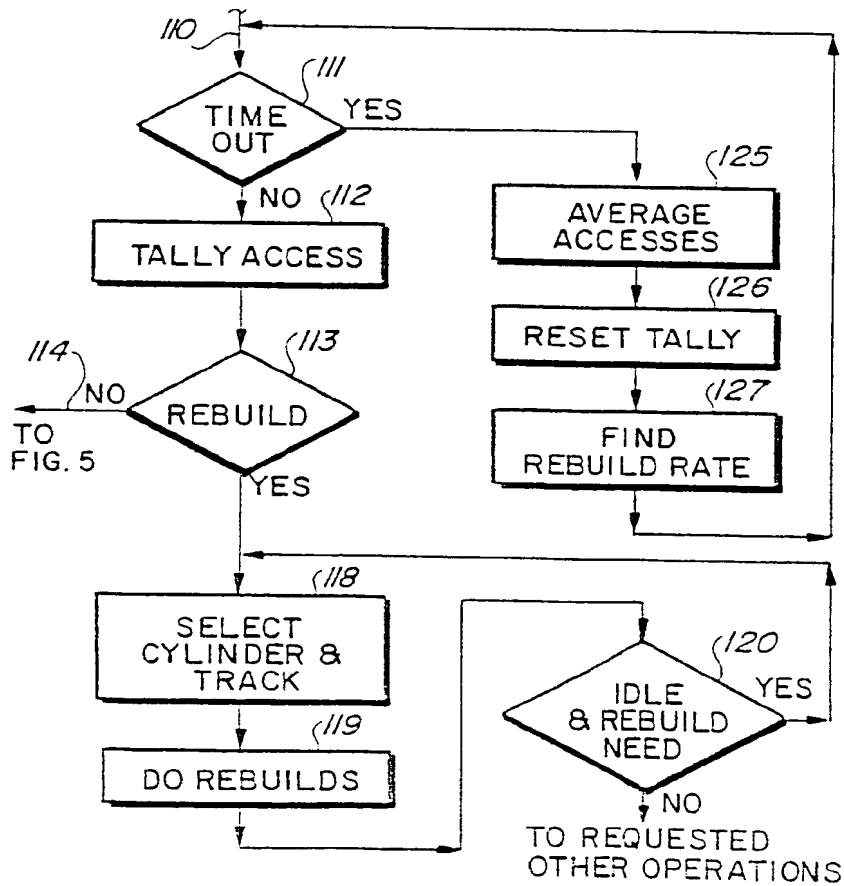 110
111
TIME
OUT
YES
NO
112
TALLY ACCESS
113
REBUILD
114
NO
TO
FIG. 5
YES
125
AVERAGE
ACCESSES
126
RESET TALLY
127
FIND
REBUILD RATE
118
SELECT
CYLINDER &
TRACK
119
DO REBUILDS
120
IDLE
& REBUILD
NEED
YES
NO
TO REQUESTED
OTHER OPERATIONS